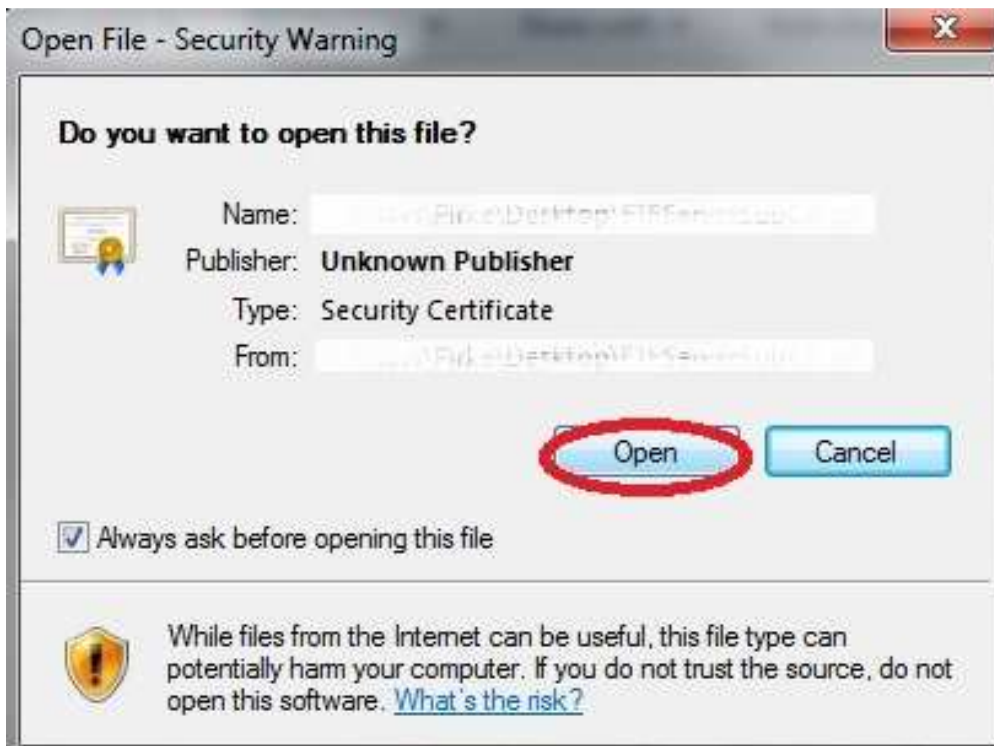 Open File - Security Warning
Do you want to open this file?
Name:
Publisher: Unknown Publisher
Type: Security Certificate
From:
Open Cancel
Always ask before opening this file
While files from the Internet can be useful, this file type can
potentially harm your computer. If you do not trust the source, do not
open this software. What's the risk?